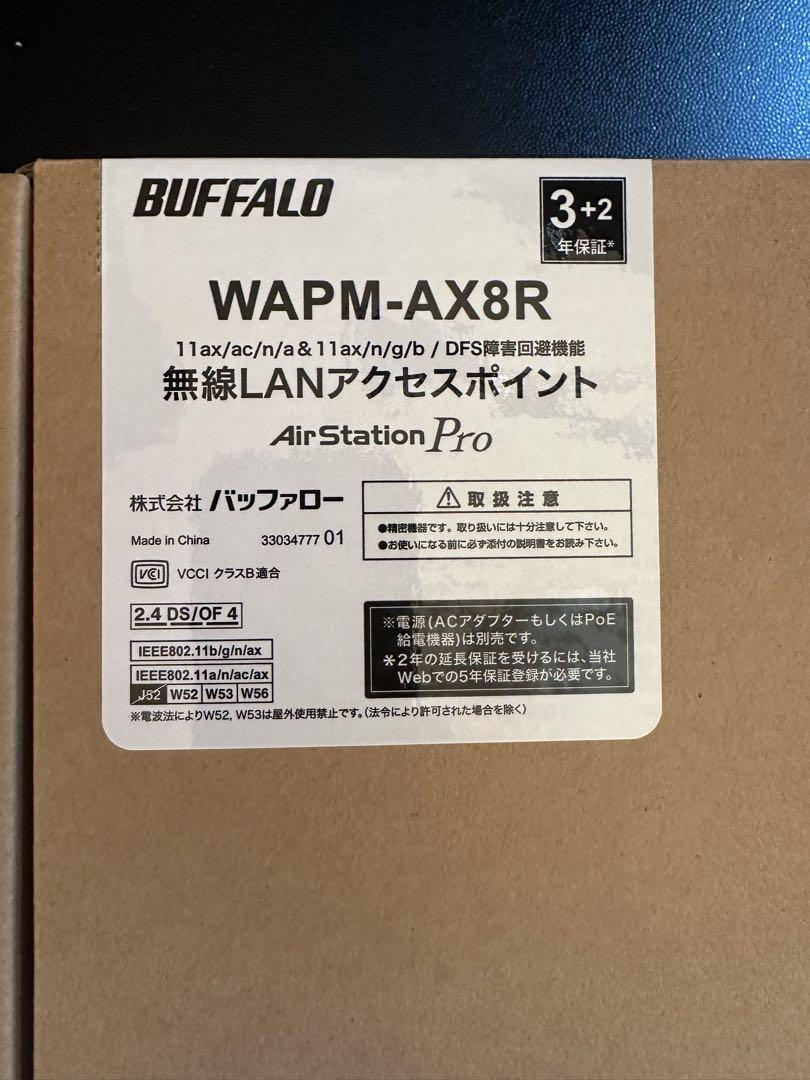 BUFFALO
3+2
年保証*
WAPM-AX8R
11ax/ac/n/a & 11ax/n/g/b / DFS障害回避機能
無線LANアクセスポイント
AirStation Pro
株式会社 バッファロー
Made in China 33034777 01
VCCI VCCI クラスB適合
⚠取扱注意
●精密機器です。取り扱いには十分注意して下さい。
●お使いになる前に必ず添付の説明書をお読み下さい。
2.4 DS/OF 4
IEEE802.11b/g/n/ax
IEEE802.11a/n/ac/ax
J52 W52 W53 W56
※電源(ACアダプターもしくはPoE
給電機器)は別売です。
*2年の延長保証を受けるには、当社
Webでの5年保証登録が必要です。
※電波法によりW52, W53は屋外使用禁止です。(法令により許可された場合を除く)